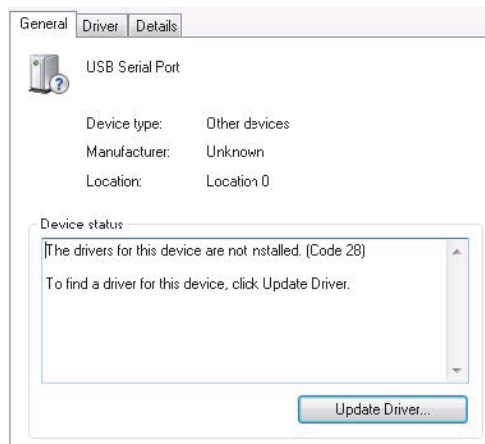 General Driver Details
USB Serial Port
Device type: Other devices
Manufacturer: Unknown
Location: Location 0
Device status
The drivers for this device are not nstalled. (Code 28)
To find a driver for this device, click Update Driver.
Update Driver...